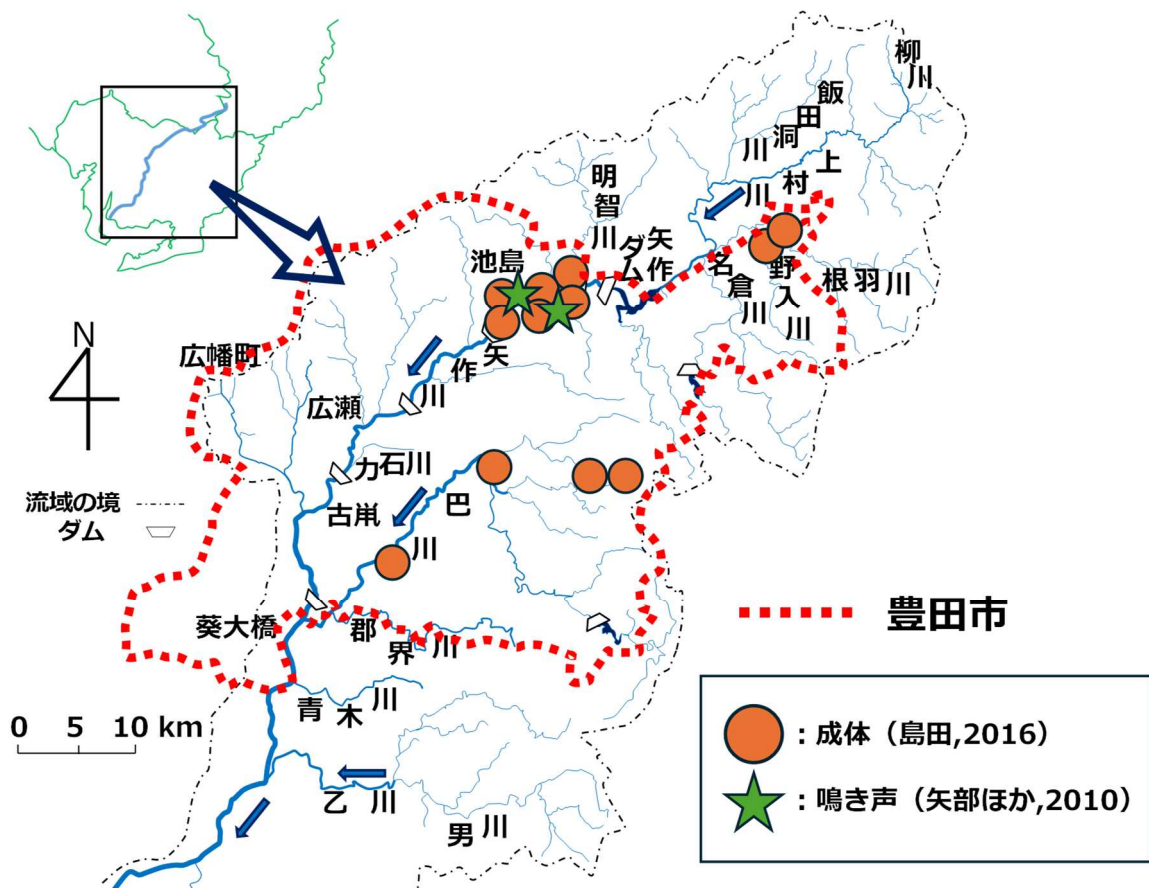 柳川
飯田洞川
上村川
明智川
矢作ダム
池島
名倉川
野入川
根羽川
N
広幡町
矢作川
広瀬
力石川
流域の境
ダム
古鼡
巴川
葵大橋
郡界川
豊田市
青木川
0 5 10 km
乙川
男川
：成体（島田,2016）
：鳴き声（矢部ほか,2010）